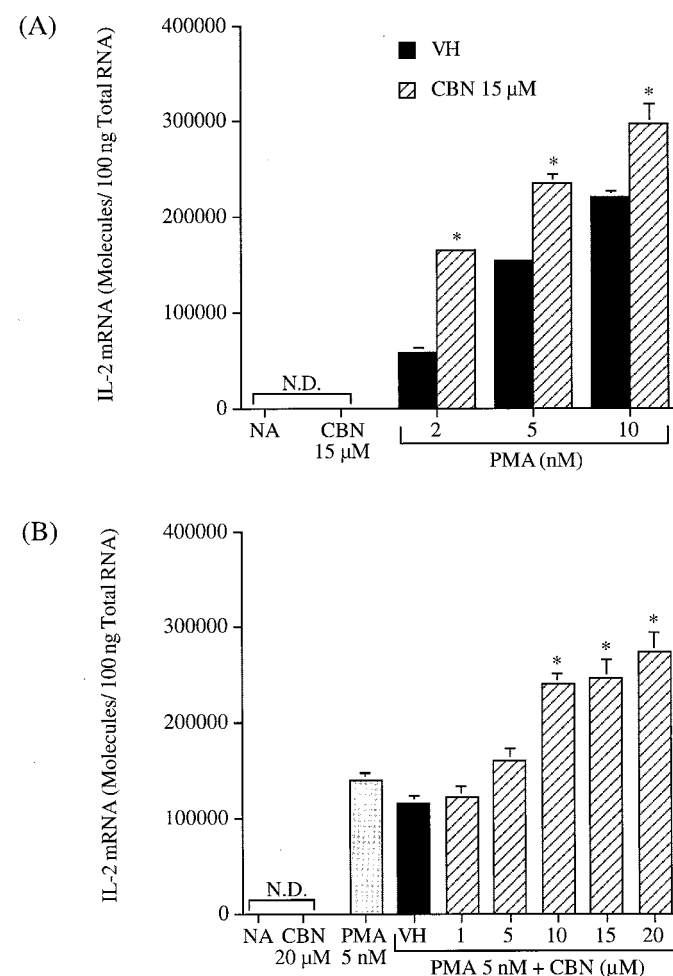 (A)
IL-2 mRNA (Molecules/ 100 ng Total RNA)
400000
300000
200000
100000
0
VH
CBN 15 µM
*
*
*
N.D.
NA
CBN
15 µM
2
5
10
PMA (nM)
(B)
IL-2 mRNA (Molecules/ 100 ng Total RNA)
400000
300000
200000
100000
0
*
*
*
N.D.
NA CBN PMA VH 1 5 10 15 20
20 µM 5 nM
PMA 5 nM + CBN (µM)